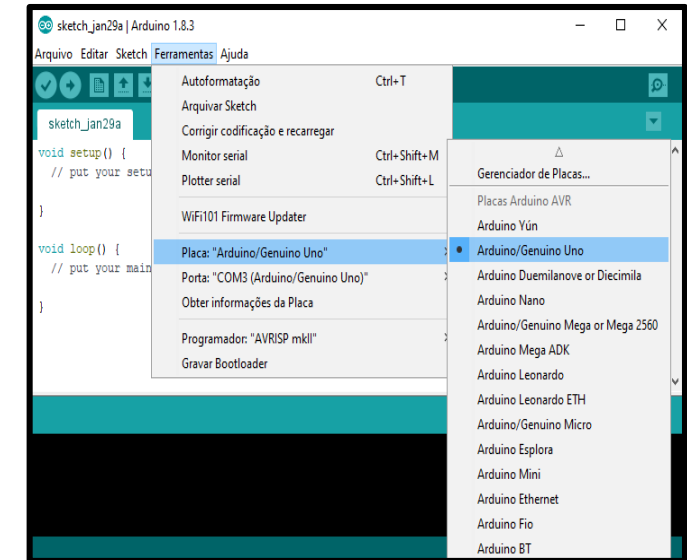 sketch_jan29a | Arduino 1.8.3
Arquivo Editar Sketch Ferramentas Ajuda
sketch_jan29a
void setup() {
// put your setu
}
void loop() {
// put your main
}
Autoformatação Ctrl+T
Arquivar Sketch
Corrigir codificação e recarregar
Monitor serial Ctrl+Shift+M
Plotter serial Ctrl+Shift+L
WiFi101 Firmware Updater
Placa: "Arduino/Genuino Uno"
Porta: "COM3 (Arduino/Genuino Uno)"
Obter informações da Placa
Programador: "AVRISP mkII"
Gravar Bootloader
Gerenciador de Placas...
Placas Arduino AVR
Arduino Yún
Arduino/Genuino Uno
Arduino Duemilanove or Diecimila
Arduino Nano
Arduino/Genuino Mega or Mega 2560
Arduino Mega ADK
Arduino Leonardo
Arduino Leonardo ETH
Arduino/Genuino Micro
Arduino Esplora
Arduino Mini
Arduino Ethernet
Arduino Fio
Arduino BT